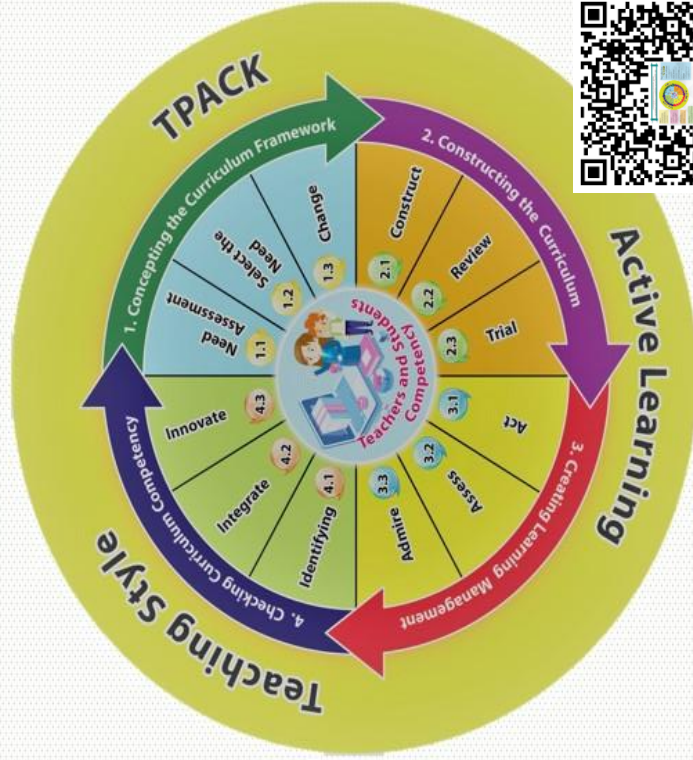 TPACK
Active Learning
Teaching Style
1. Concepting the Curriculum Framework
1.1
Need
Assessment
1.2
Select the
Need
1.3
Change
2. Constructing the Curriculum
2.1
Construct
2.2
Review
2.3
Trial
3. Creating Learning Management
3.1
Act
3.2
Assess
3.3
Admire
4. Checking Curriculum Competency
4.1
Identifying
4.2
Integrate
4.3
Innovate
Teachers and Students
Competency